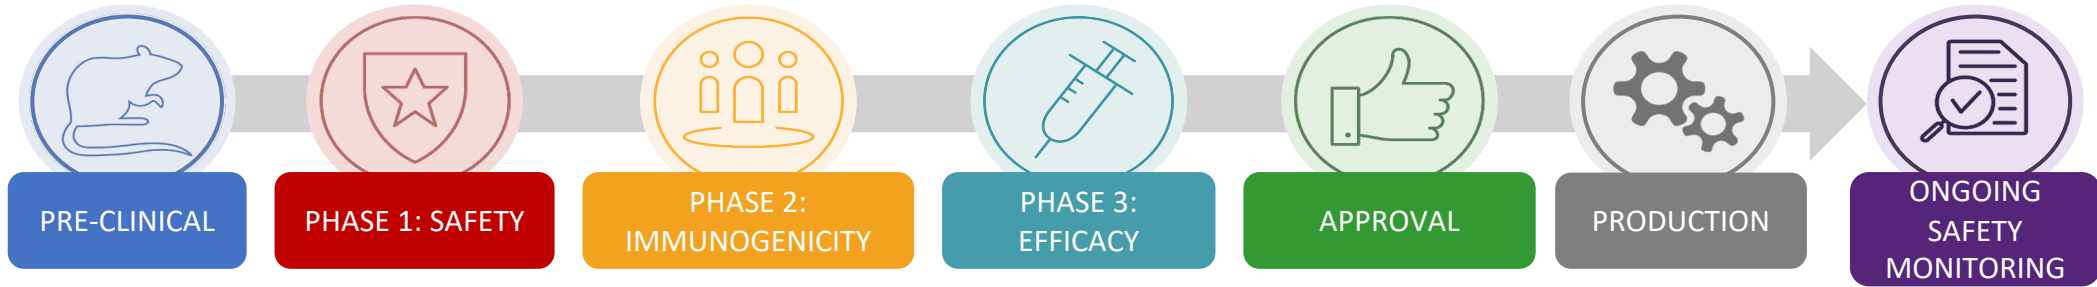 PRE-CLINICAL
PHASE 1: SAFETY
PHASE 2:
IMMUNOGENICITY
PHASE 3:
EFFICACY
APPROVAL
PRODUCTION
ONGOING
SAFETY
MONITORING